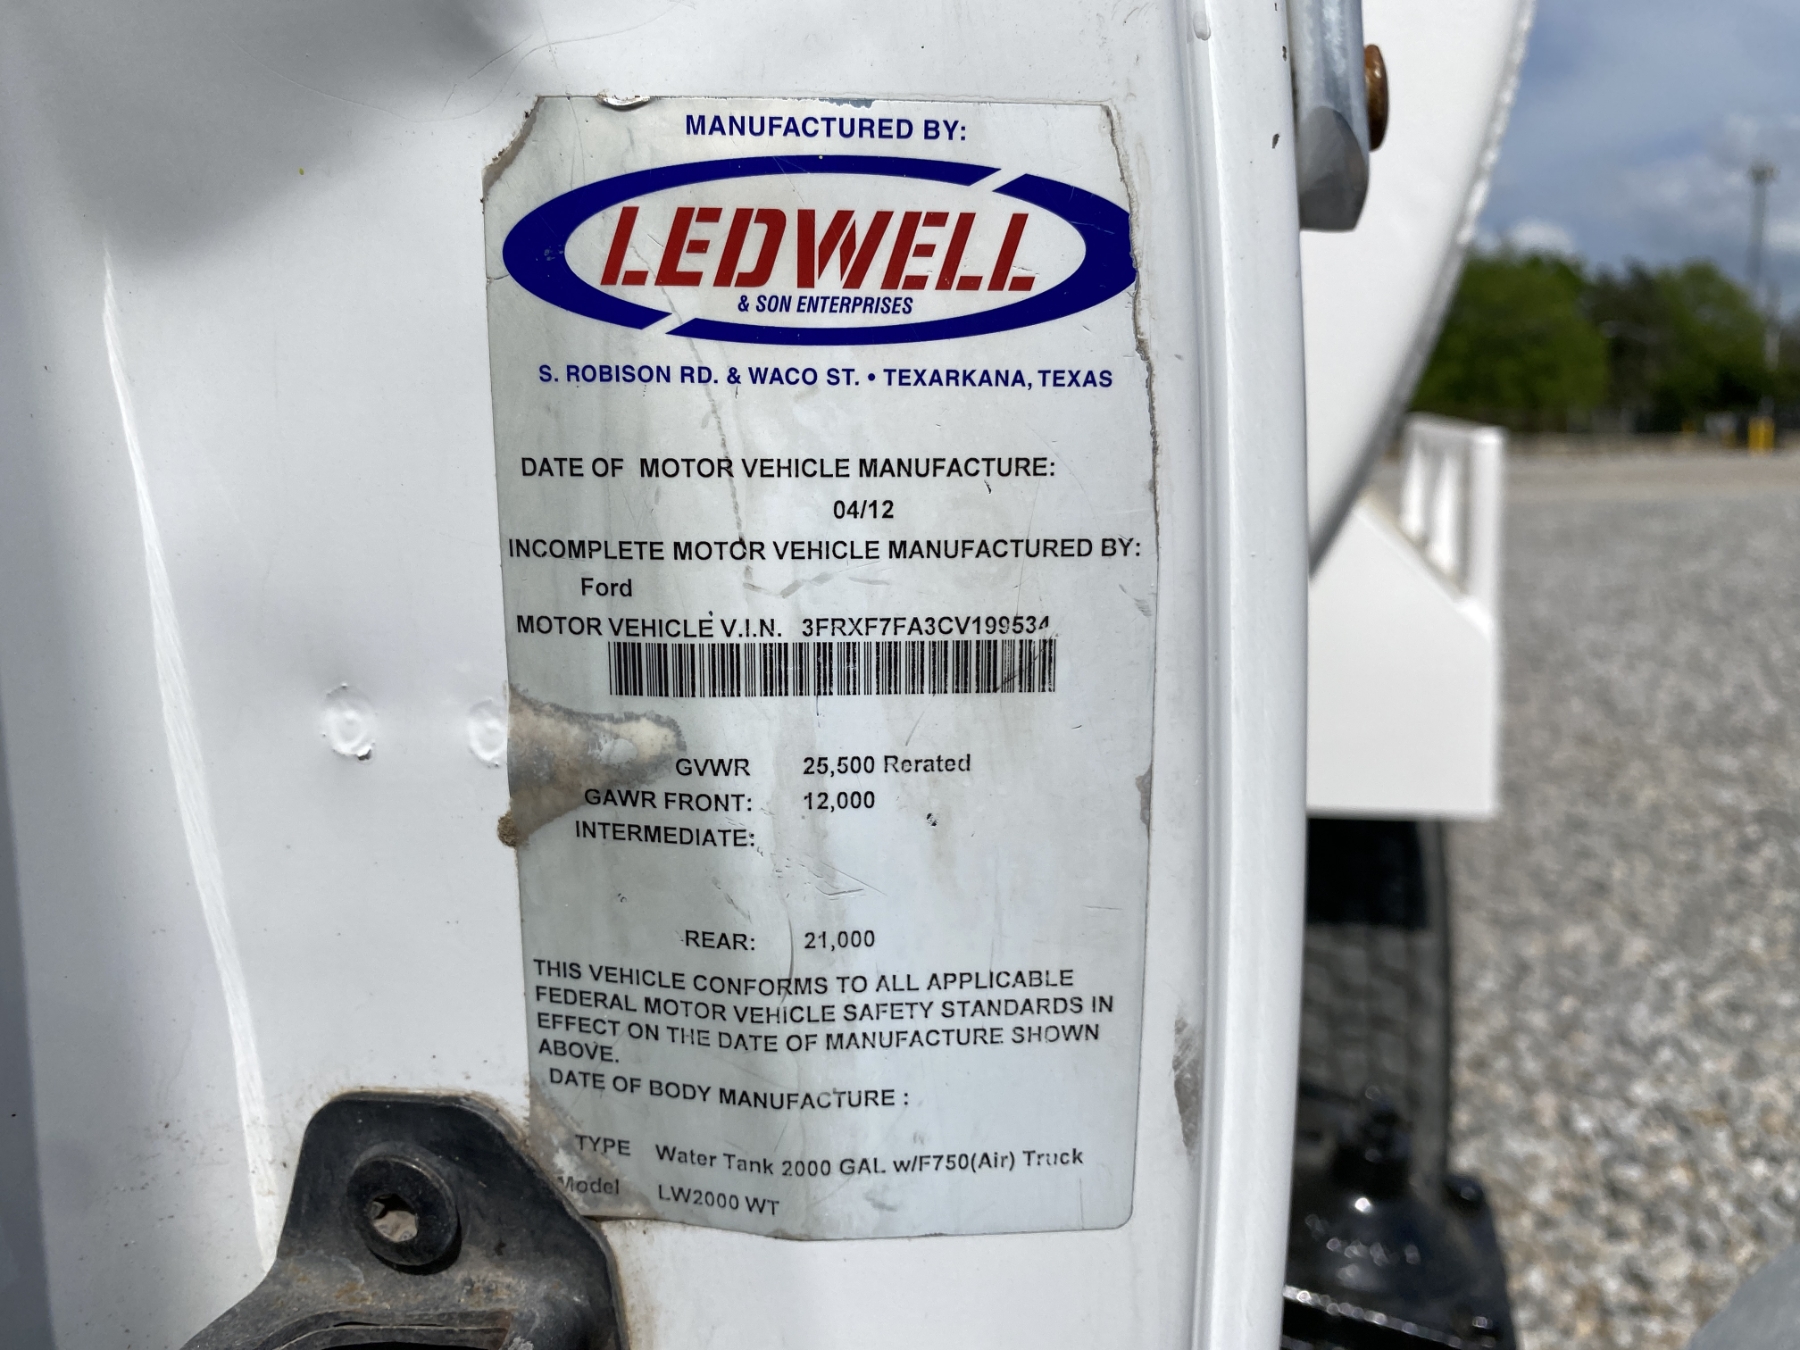 MANUFACTURED BY:
LEDWELL
& SON ENTERPRISES
S. ROBISON RD. & WACO ST. • TEXARKANA, TEXAS
DATE OF MOTOR VEHICLE MANUFACTURE:
04/12
INCOMPLETE MOTOR VEHICLE MANUFACTURED BY:
Ford
MOTOR VEHICLE V.I.N. 3FRXF7FA3CV199534
GVWR 25,500 Rerated
GAWR FRONT: 12,000
INTERMEDIATE:
REAR: 21,000
THIS VEHICLE CONFORMS TO ALL APPLICABLE
FEDERAL MOTOR VEHICLE SAFETY STANDARDS IN
EFFECT ON THE DATE OF MANUFACTURE SHOWN
ABOVE.
DATE OF BODY MANUFACTURE :
TYPE Water Tank 2000 GAL w/F750(Air) Truck
Model LW2000 WT